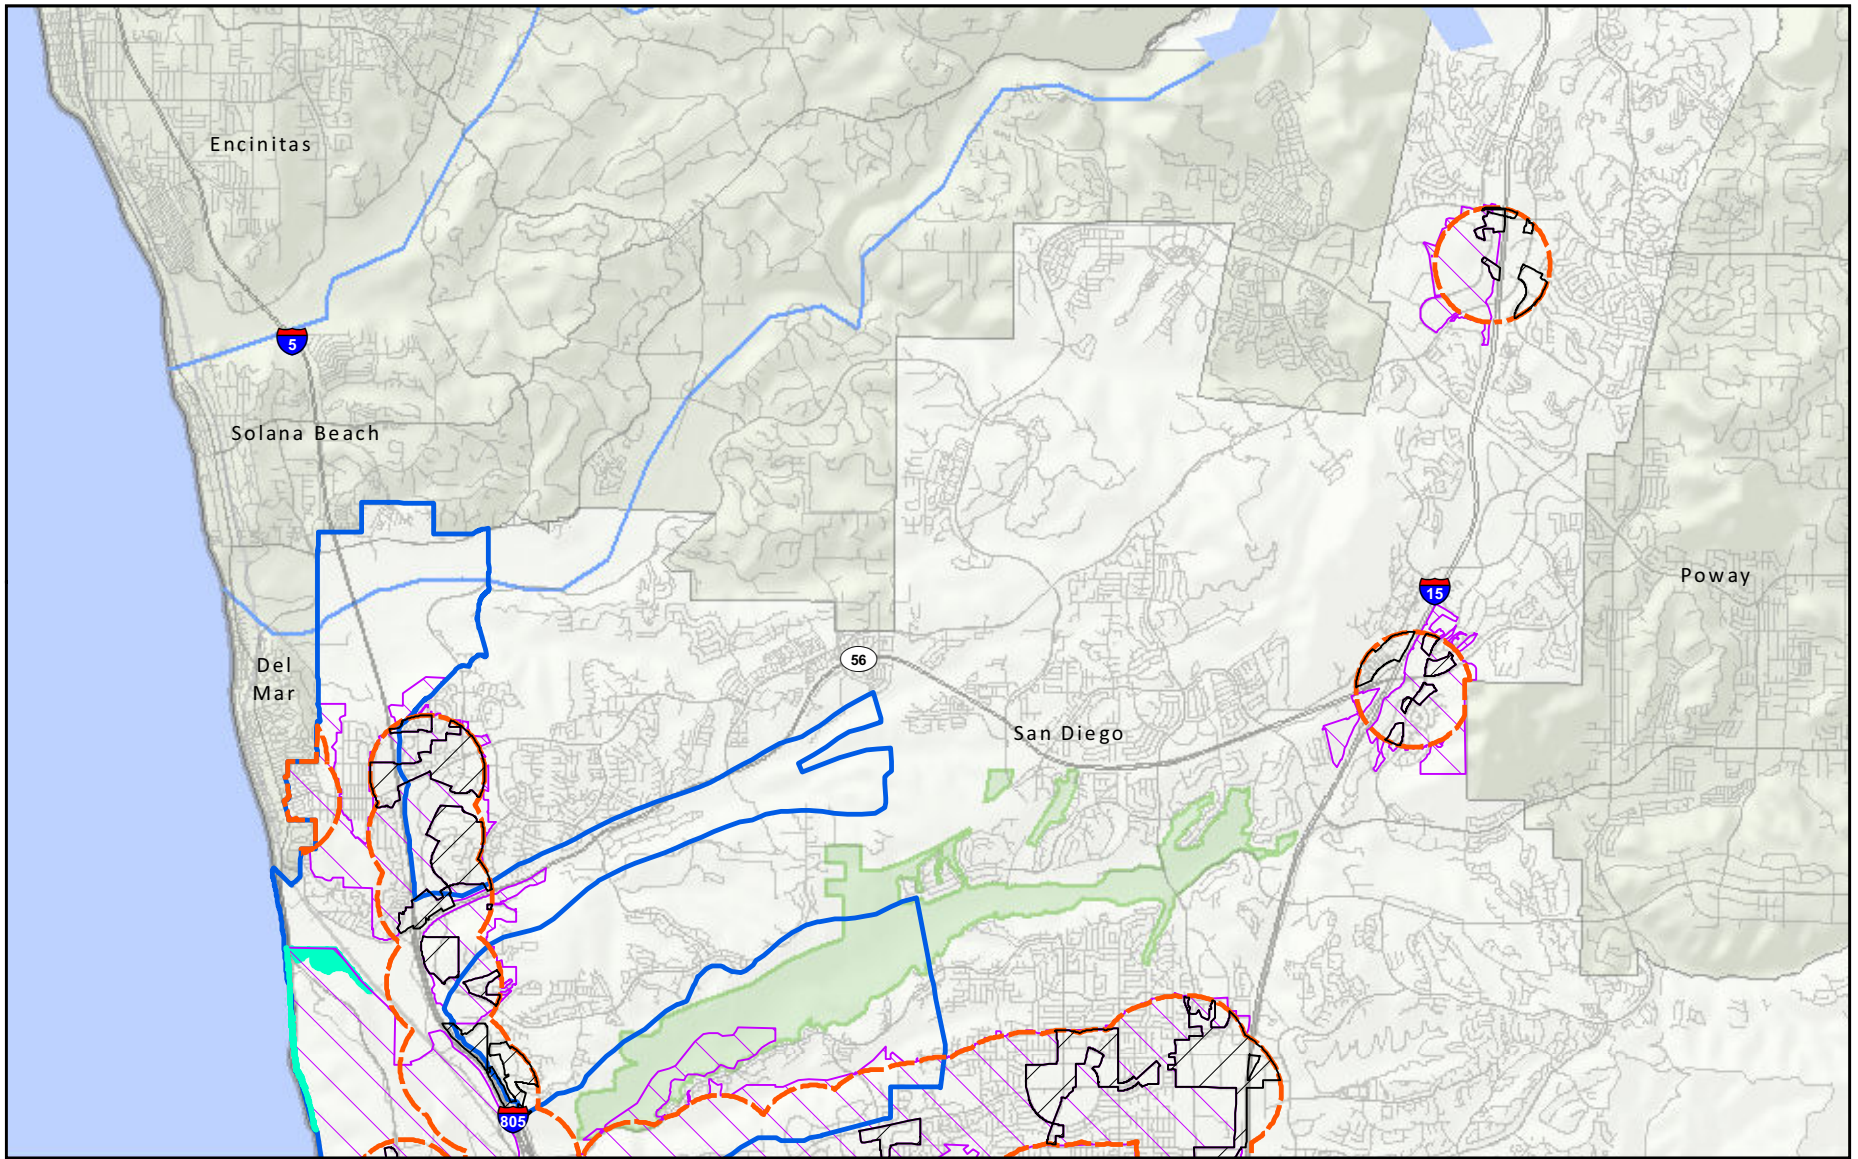 Encinitas
5
Solana Beach
Poway
15
Del
Mar
56
San Diego
805